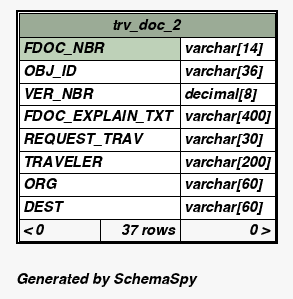 trv_doc_2
FDOC_NBR varchar[14]
OBJ_ID varchar[36]
VER_NBR decimal[8]
FDOC_EXPLAIN_TXT varchar[400]
REQUEST_TRAV varchar[30]
TRAVELER varchar[200]
ORG varchar[60]
DEST varchar[60]
< 0 37 rows 0 >
Generated by SchemaSpy